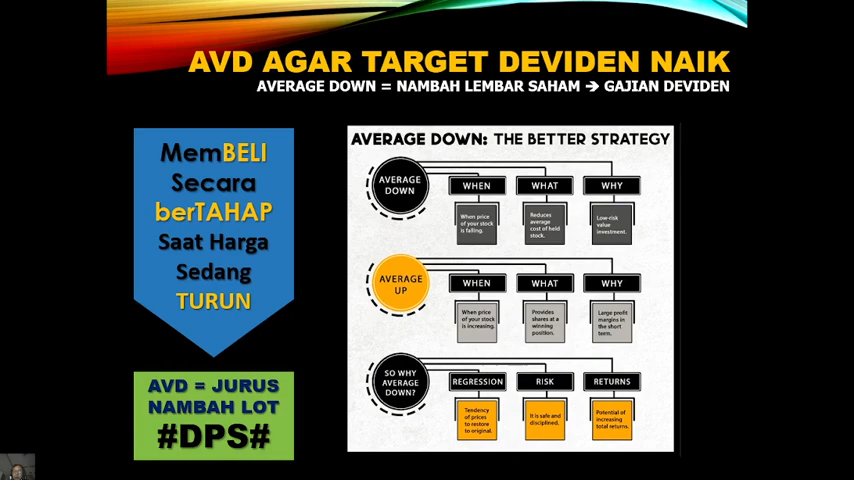 AVD AGAR TARGET DEVIDEN NAIK
AVERAGE DOWN = NAMBAH LEMBAR SAHAM → GAJIAN DEVIDEN
MemBELI
Secara
berTAHAP
Saat Harga
Sedang
TURUN
AVD = JURUS
NAMBAH LOT
#DPS#
AVERAGE DOWN: THE BETTER STRATEGY
AVERAGE
DOWN
WHEN
WHAT
WHY
When price
of your stock
is falling.
Reduces
average
cost of held
stock.
Low-risk
value
investment.
AVERAGE
UP
WHEN
WHAT
WHY
When price
of your stock
is increasing.
Provides
shares at a
winning
position.
Large profit
margins in
the short
term.
SO WHY
AVERAGE
DOWN?
REGRESSION
RISK
RETURNS
Tendency
of prices
to restore
to original.
It is safe and
disciplined.
Potential of
increasing
total returns.